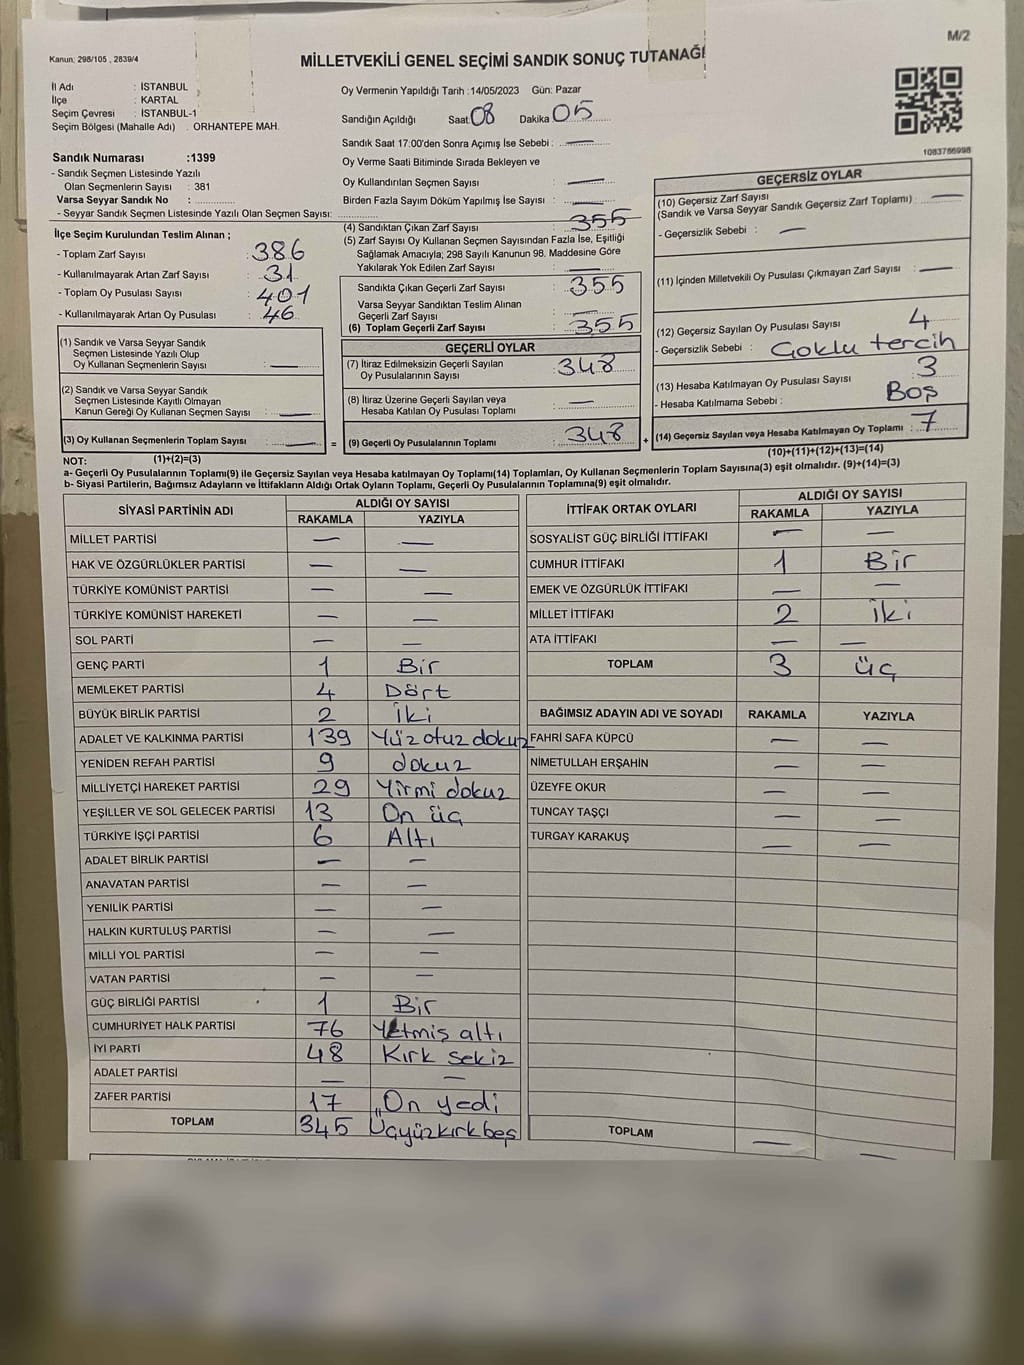 M/2
Kanun, 298/105 , 2839/4
MİLLETVEKİLİ GENEL SEÇİMİ SANDIK SONUÇ TUTANAĞI
İl Adı : İSTANBUL
İlçe : KARTAL
Seçim Çevresi : İSTANBUL-1
Seçim Bölgesi (Mahalle Adı) : ORHANTEPE MAH.
Oy Vermenin Yapıldığı Tarih :14/05/2023 Gün: Pazar
Sandığın Açıldığı Saat 08 Dakika 05
Sandık Saat 17:00'den Sonra Açımış İse Sebebi : —
Oy Verme Saati Bitiminde Sırada Bekleyen ve
Oy Kullandırılan Seçmen Sayısı —
Birden Fazla Sayım Döküm Yapılmış İse Sayısı —
1083766998
Sandık Numarası :1399
- Sandık Seçmen Listesinde Yazılı
Olan Seçmenlerin Sayısı : 381
Varsa Seyyar Sandık No :
- Seyyar Sandık Seçmen Listesinde Yazılı Olan Seçmen Sayısı:
İlçe Seçim Kurulundan Teslim Alınan ;
- Toplam Zarf Sayısı : 386
- Kullanılmayarak Artan Zarf Sayısı : 31
- Toplam Oy Pusulası Sayısı : 401
- Kullanılmayarak Artan Oy Pusulası : 46
(1) Sandık ve Varsa Seyyar Sandık
Seçmen Listesinde Yazılı Olup
Oy Kullanan Seçmenlerin Sayısı : —
(2) Sandık ve Varsa Seyyar Sandık
Seçmen Listesinde Kayıtlı Olmayan
Kanun Gereği Oy Kullanan Seçmen Sayısı : —
(3) Oy Kullanan Seçmenlerin Toplam Sayısı : —
(1)+(2)=(3)
(4) Sandıktan Çıkan Zarf Sayısı : 355
(5) Zarf Sayısı Oy Kullanan Seçmen Sayısından Fazla İse, Eşitliği
Sağlamak Amacıyla; 298 Sayılı Kanunun 98. Maddesine Göre
Yakılarak Yok Edilen Zarf Sayısı : —
Sandıkta Çıkan Geçerli Zarf Sayısı : 355
Varsa Seyyar Sandıktan Teslim Alınan
Geçerli Zarf Sayısı :
(6) Toplam Geçerli Zarf Sayısı : 355
GEÇERLİ OYLAR
(7) İtiraz Edilmeksizin Geçerli Sayılan
Oy Pusulalarının Sayısı : 348
(8) İtiraz Üzerine Geçerli Sayılan veya
Hesaba Katılan Oy Pusulası Toplamı : —
= (9) Geçerli Oy Pusulalarının Toplamı : 348
GEÇERSİZ OYLAR
(10) Geçersiz Zarf Sayısı
(Sandık ve Varsa Seyyar Sandık Geçersiz Zarf Toplamı) : —
- Geçersizlik Sebebi : —
(11) İçinden Milletvekili Oy Pusulası Çıkmayan Zarf Sayısı : —
(12) Geçersiz Sayılan Oy Pusulası Sayısı : 4
- Geçersizlik Sebebi : Çoklu tercih
(13) Hesaba Katılmayan Oy Pusulası Sayısı : 3
- Hesaba Katılmama Sebebi : Boş
+ (14) Geçersiz Sayılan veya Hesaba Katılmayan Oy Toplamı : 7
(10)+(11)+(12)+(13)=(14)
NOT:
a- Geçerli Oy Pusulalarının Toplamı(9) ile Geçersiz Sayılan veya Hesaba katılmayan Oy Toplamı(14) Toplamları, Oy Kullanan Seçmenlerin Toplam Sayısına(3) eşit olmalıdır. (9)+(14)=(3)
b- Siyasi Partilerin, Bağımsız Adayların ve İttifakların Aldığı Ortak Oyların Toplamı, Geçerli Oy Pusulalarının Toplamına(9) eşit olmalıdır.
SİYASİ PARTİNİN ADI ALDIĞI OY SAYISI
RAKAMLA YAZIYLA
MİLLET PARTİSİ — —
HAK VE ÖZGÜRLÜKLER PARTİSİ — —
TÜRKİYE KOMÜNİST PARTİSİ — —
TÜRKİYE KOMÜNİST HAREKETİ — —
SOL PARTİ — —
GENÇ PARTİ 1 Bir
MEMLEKET PARTİSİ 4 Dört
BÜYÜK BİRLİK PARTİSİ 2 İki
ADALET VE KALKINMA PARTİSİ 139 Yüz otuz dokuz
YENİDEN REFAH PARTİSİ 9 dokuz
MİLLİYETÇİ HAREKET PARTİSİ 29 Yirmi dokuz
YEŞİLLER VE SOL GELECEK PARTİSİ 13 On üç
TÜRKİYE İŞÇİ PARTİSİ 6 Altı
ADALET BİRLİK PARTİSİ — —
ANAVATAN PARTİSİ — —
YENİLİK PARTİSİ — —
HALKIN KURTULUŞ PARTİSİ — —
MİLLİ YOL PARTİSİ — —
VATAN PARTİSİ — —
GÜÇ BİRLİĞİ PARTİSİ 1 Bir
CUMHURİYET HALK PARTİSİ 76 Yetmiş altı
İYİ PARTİ 48 Kırk sekiz
ADALET PARTİSİ — —
ZAFER PARTİSİ 17 On yedi
TOPLAM 345 Üçyüzkırkbeş
İTTİFAK ORTAK OYLARI ALDIĞI OY SAYISI
RAKAMLA YAZIYLA
SOSYALİST GÜÇ BİRLİĞİ İTTİFAKI — —
CUMHUR İTTİFAKI 1 Bir
EMEK VE ÖZGÜRLÜK İTTİFAKI — —
MİLLET İTTİFAKI 2 İki
ATA İTTİFAKI — —
TOPLAM 3 üç
BAĞIMSIZ ADAYIN ADI VE SOYADI RAKAMLA YAZIYLA
FAHRİ SAFA KÜPCÜ — —
NİMETULLAH ERŞAHİN — —
ÜZEYFE OKUR — —
TUNCAY TAŞÇI — —
TURGAY KARAKUŞ — —
TOPLAM — —